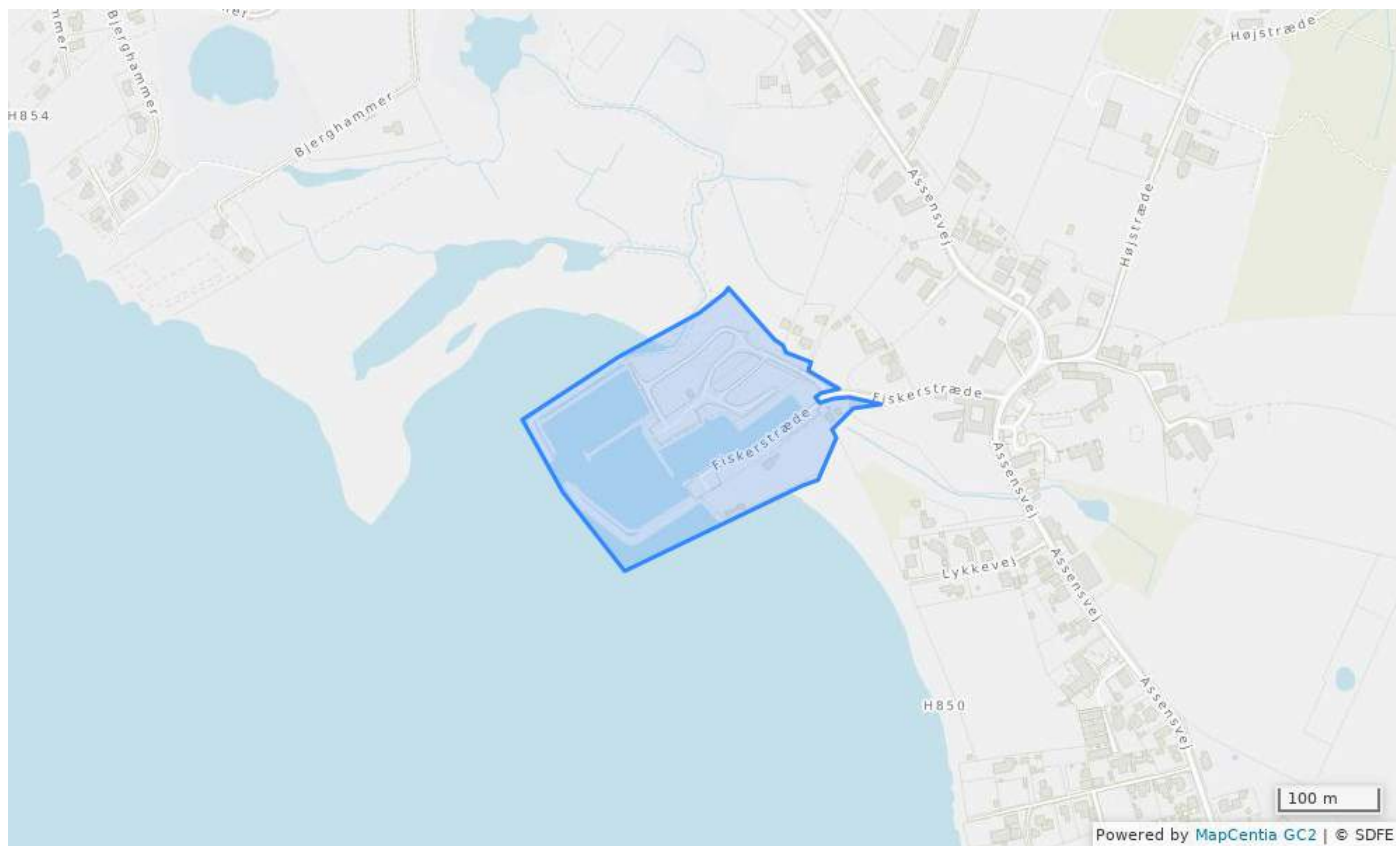 Bjerghammer
Højstræde
H854
Bjerghammer
Assensvej
Højstræde
Fiskerstræde
Fiskerstræde
Assensvej
Lykkevej
Assensvej
H850
Assensvej
100 m
Powered by MapCentia GC2 | © SDFE